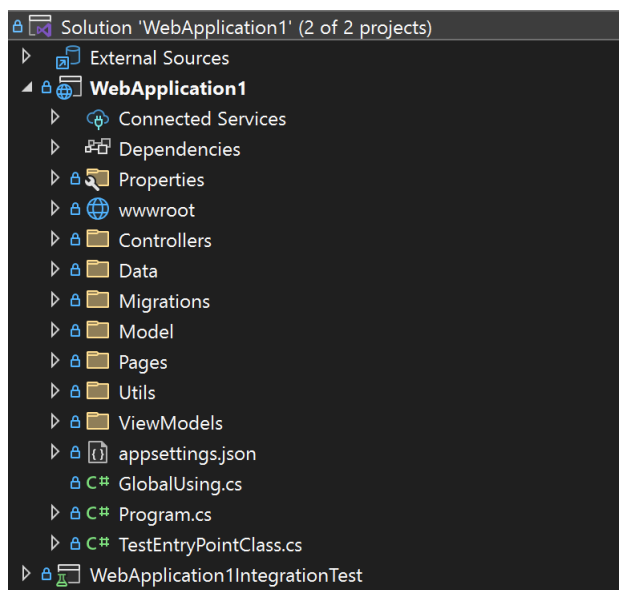 Solution 'WebApplication1' (2 of 2 projects)
External Sources
WebApplication1
Connected Services
Dependencies
Properties
wwwroot
Controllers
Data
Migrations
Model
Pages
Utils
ViewModels
appsettings.json
C# GlobalUsing.cs
C# Program.cs
C# TestEntryPointClass.cs
WebApplication1IntegrationTest